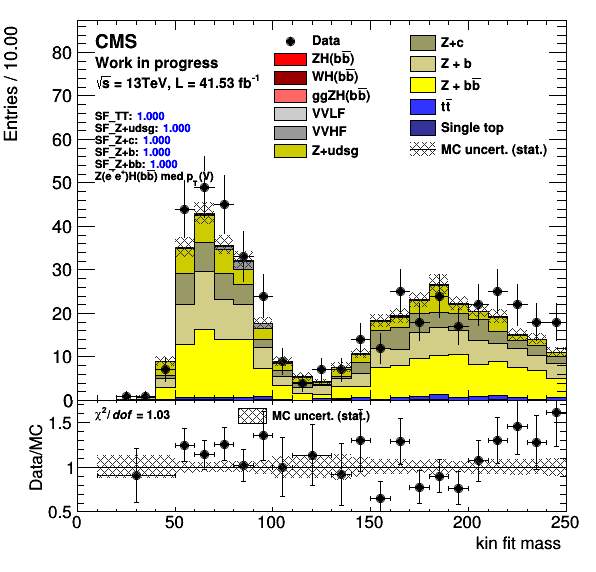 CMS
Work in progress
√s = 13TeV, L = 41.53 fb⁻¹
SF_TT: 1.000
SF_Z+udsg: 1.000
SF_Z+c: 1.000
SF_Z+b: 1.000
SF_Z+bb: 1.000
Z(e⁻e⁺)H(bb̅) med p_T(V)
Data
ZH(bb̅)
WH(bb̅)
ggZH(bb̅)
VVLF
VVHF
Z+udsg
Z+c
Z + b
Z + bb̅
tt̅
Single top
MC uncert. (stat.)
Entries / 10.00
80
70
60
50
40
30
20
10
0
χ²/dof = 1.03
MC uncert. (stat.)
Data/MC
1.5
1
0.5
0 50 100 150 200 250
kin fit mass